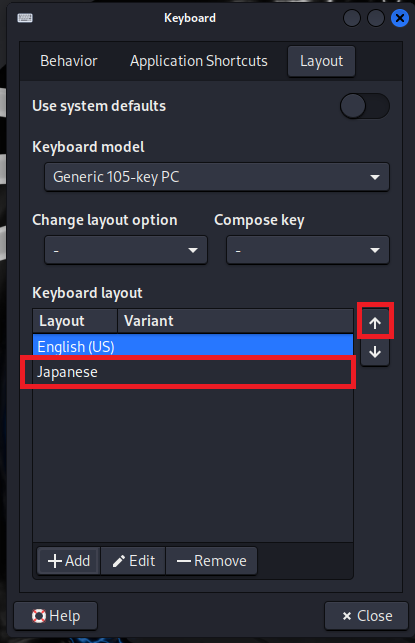 Keyboard
Behavior Application Shortcuts Layout
Use system defaults
Keyboard model
Generic 105-key PC
Change layout option Compose key
- -
Keyboard layout
Layout Variant
English (US)
Japanese
Add Edit Remove
Help Close